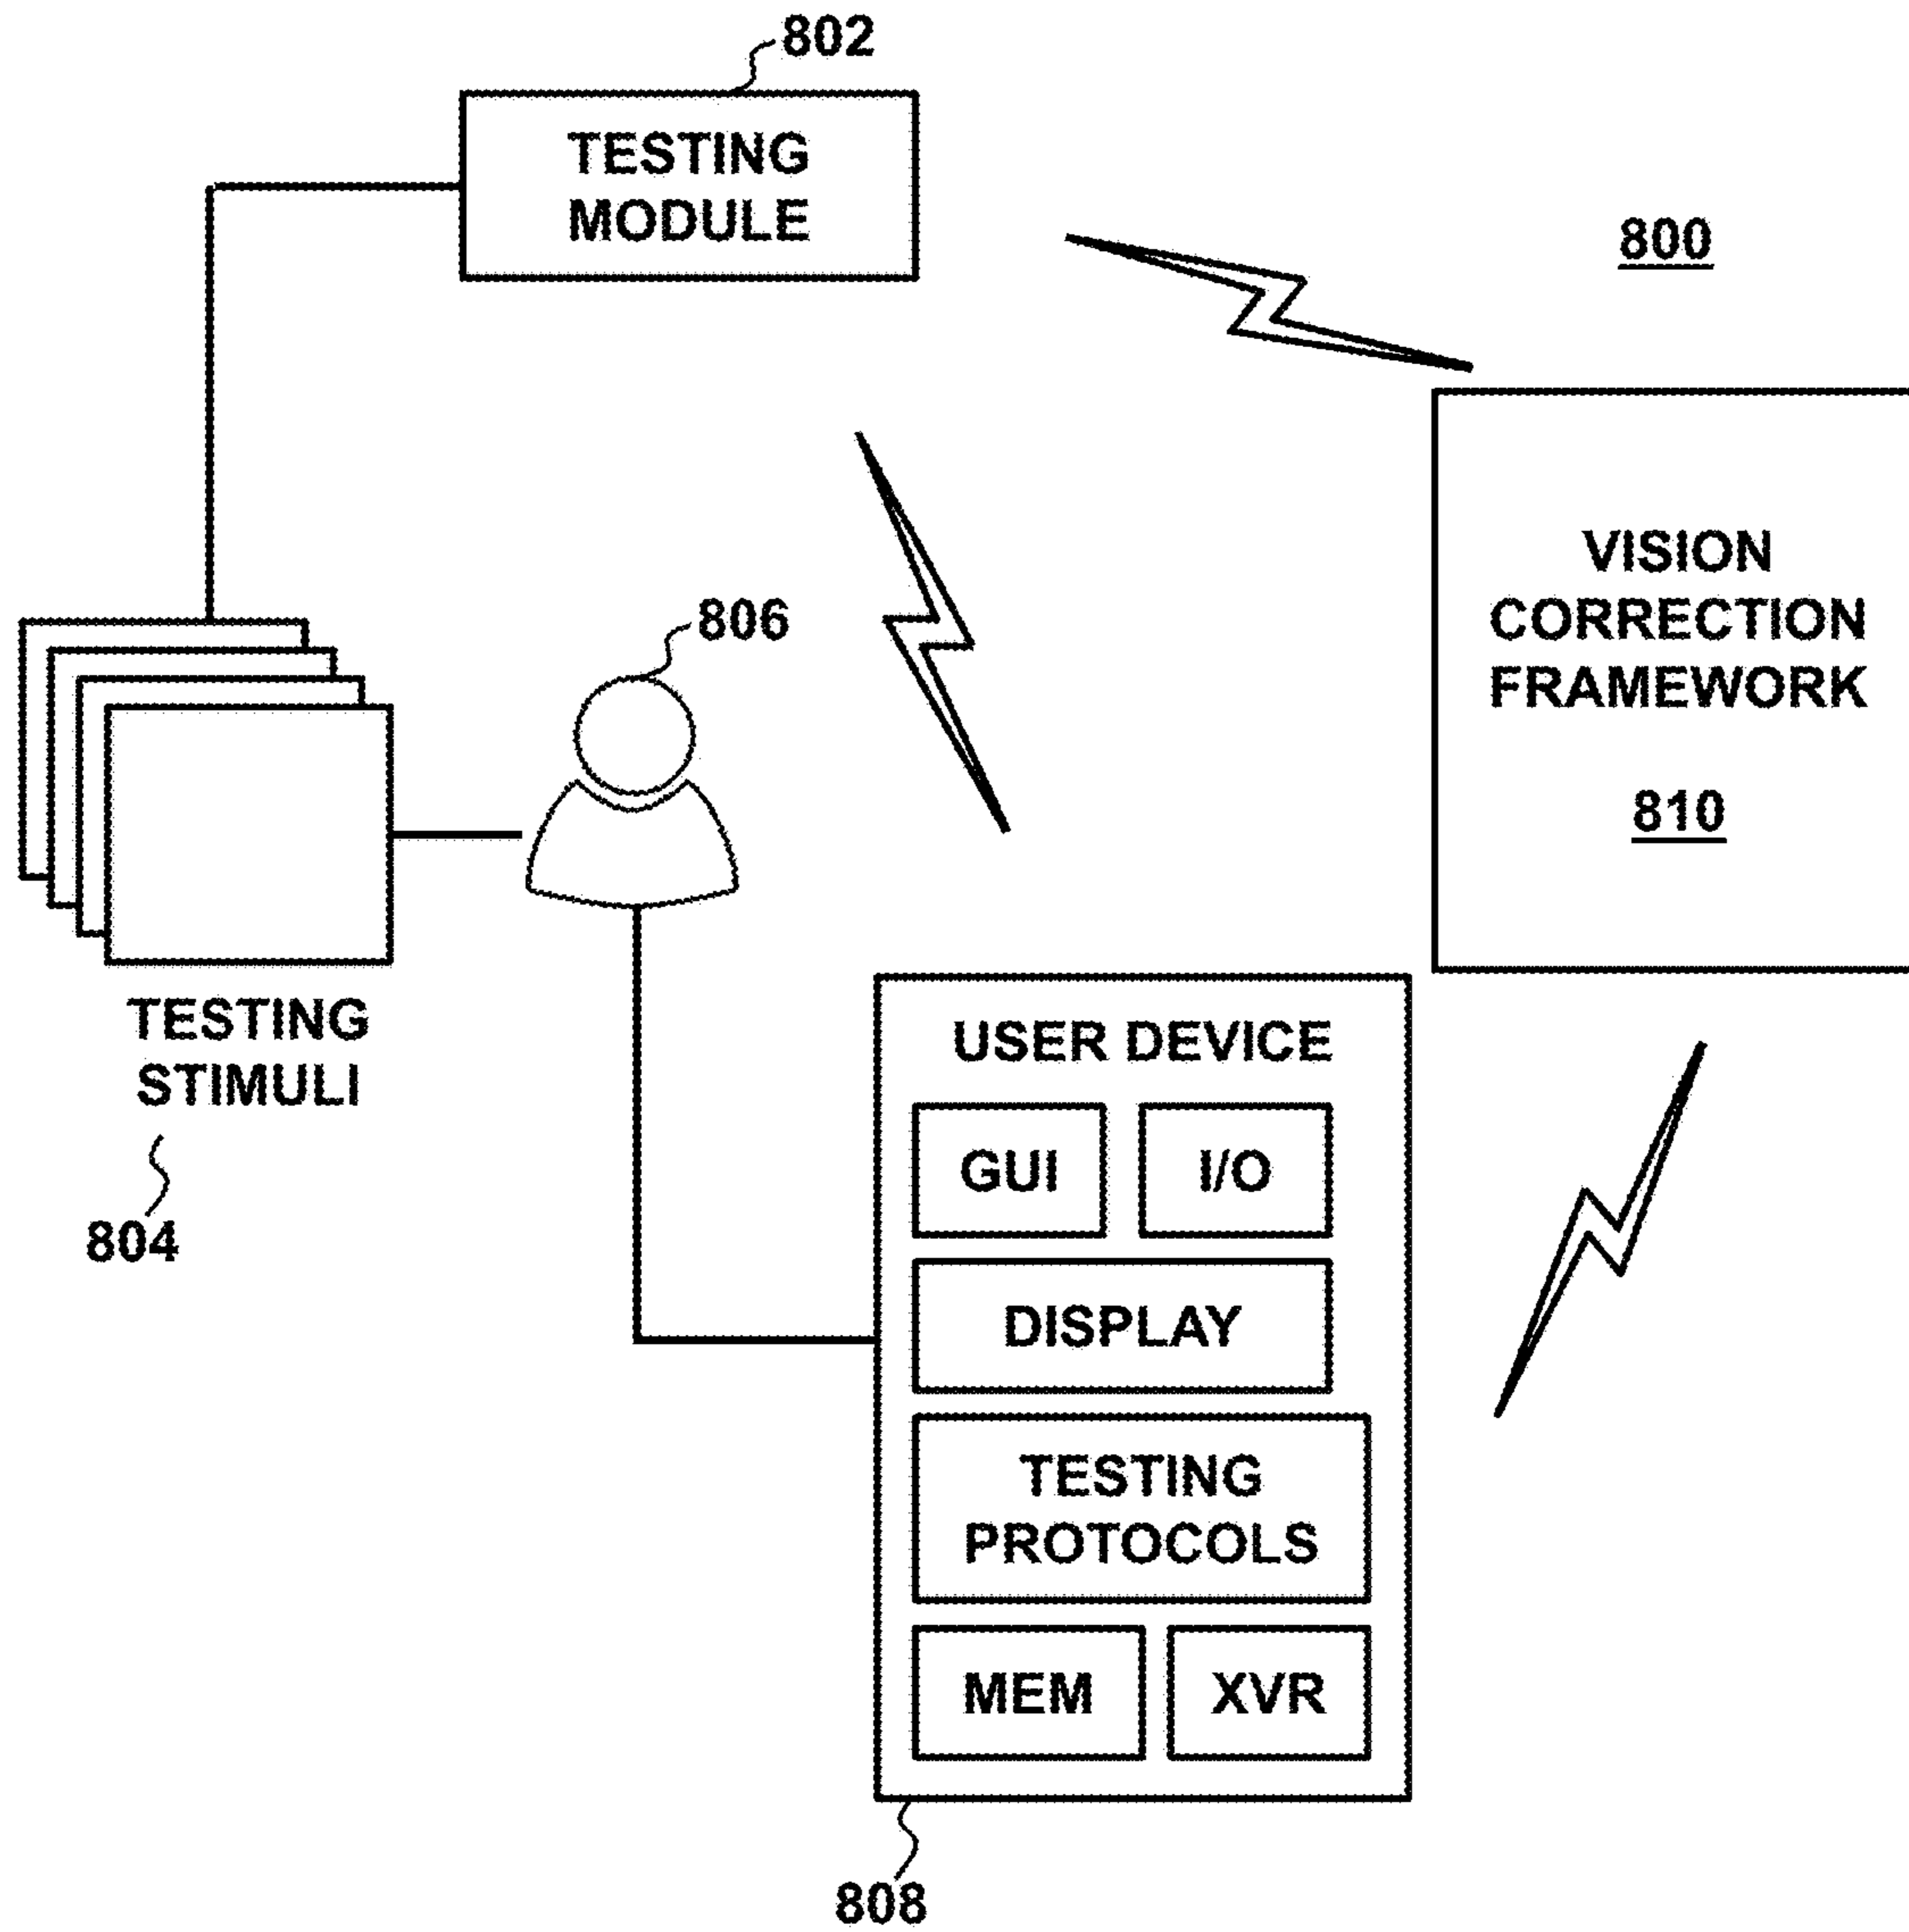 802
TESTING
MODULE
800
VISION
CORRECTION
FRAMEWORK
810
806
TESTING
STIMULI
804
USER DEVICE
GUI
I/O
DISPLAY
TESTING
PROTOCOLS
MEM
XVR
808